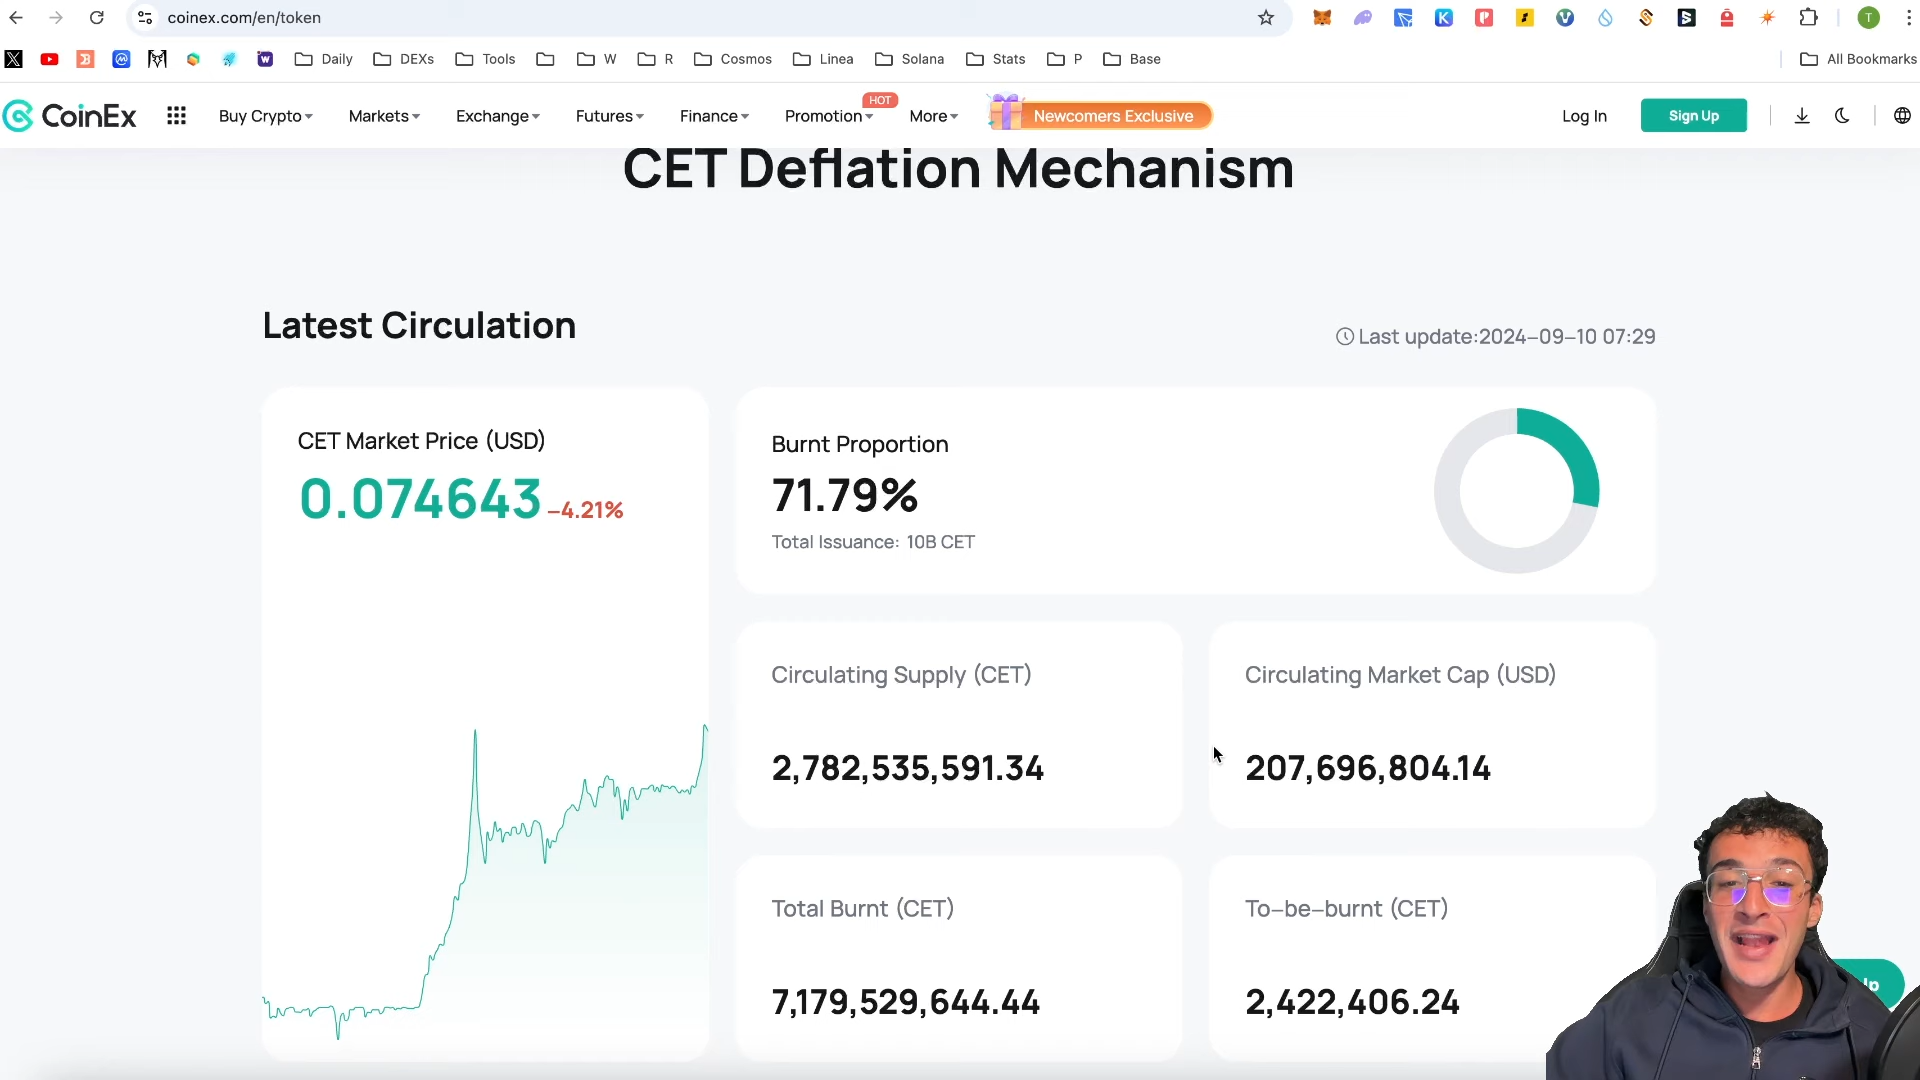 coinex.com/en/token
T
Daily
DEXs
Tools
W
R
Cosmos
Linea
Solana
Stats
P
Base
All Bookmarks
CoinEx
Buy Crypto
Markets
Exchange
Futures
Finance
Promotion
HOT
More
Newcomers Exclusive
Log In
Sign Up
CET Deflation Mechanism
Latest Circulation
Last update:2024-09-10 07:29
CET Market Price (USD)
0.074643 -4.21%
Burnt Proportion
71.79%
Total Issuance: 10B CET
Circulating Supply (CET)
2,782,535,591.34
Circulating Market Cap (USD)
207,696,804.14
Total Burnt (CET)
7,179,529,644.44
To-be-burnt (CET)
2,422,406.24